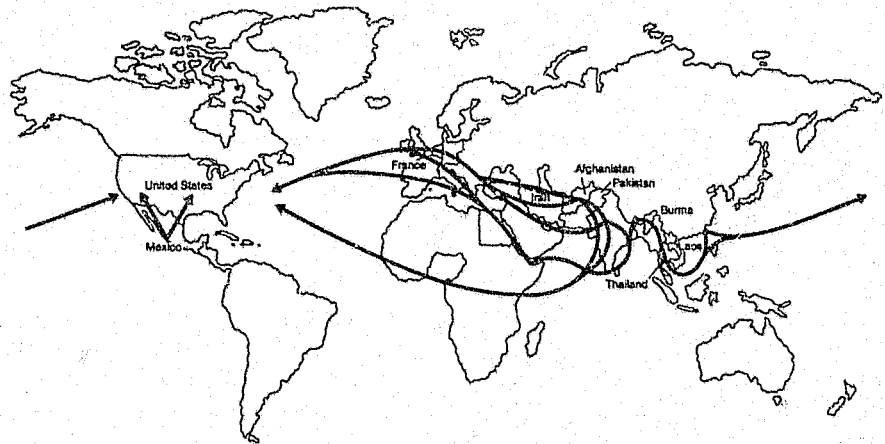 France
Afghanistan
Pakistan
United States
Iran
Burma
Mexico
Laos
Thailand